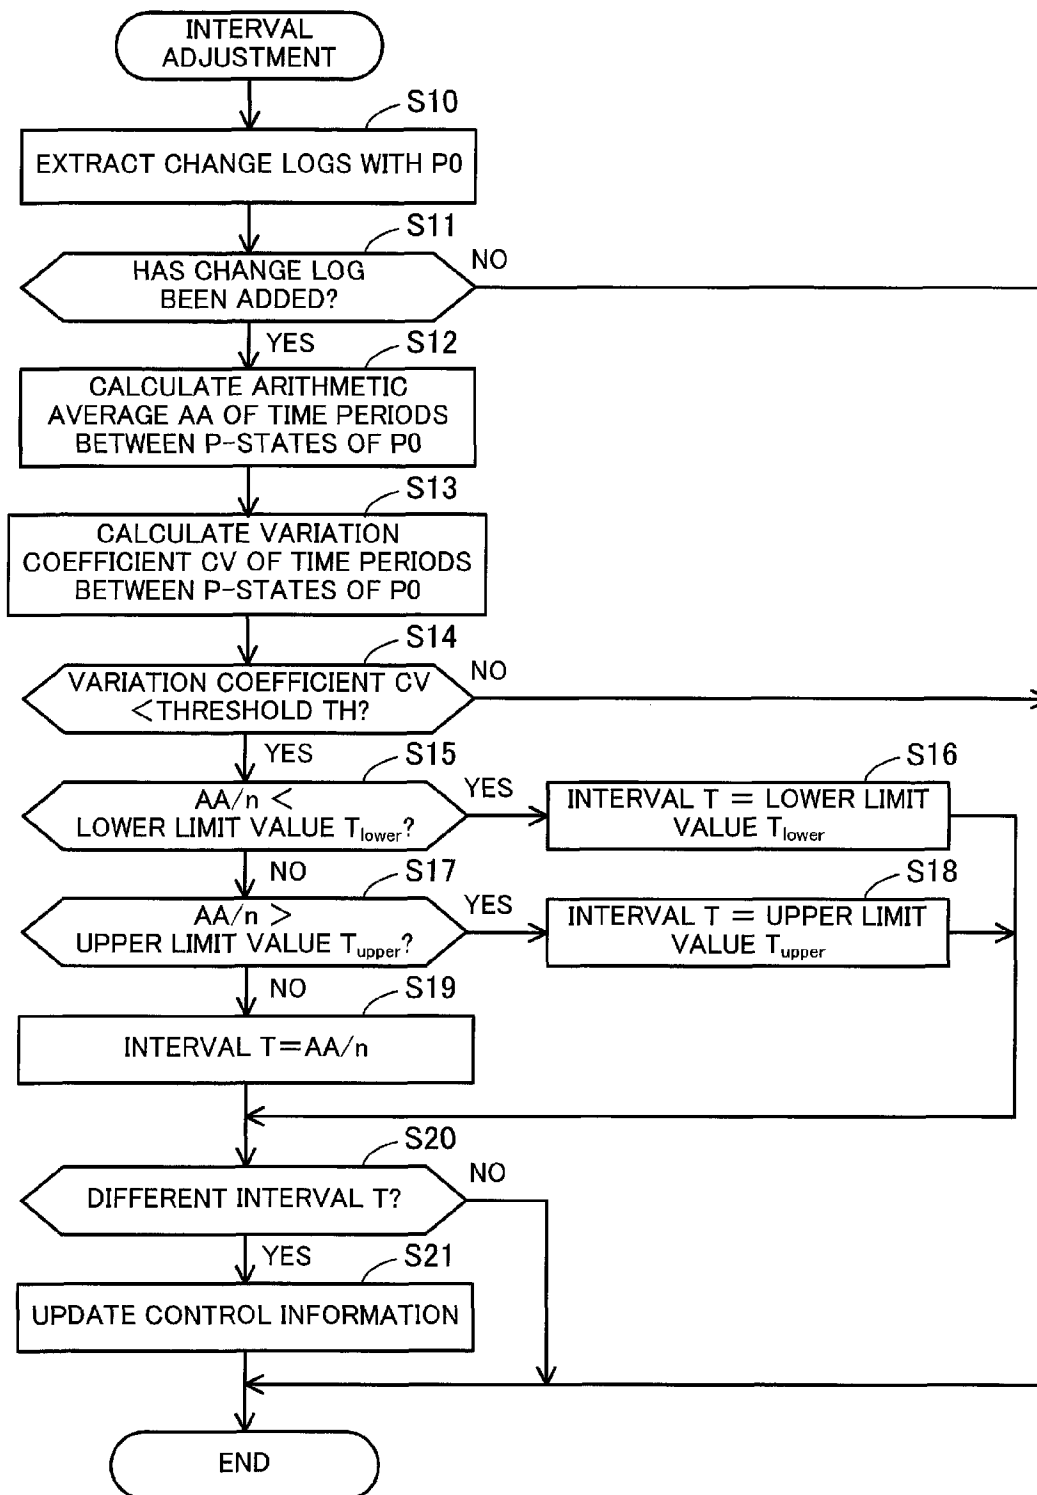 INTERVAL
ADJUSTMENT
S10
EXTRACT CHANGE LOGS WITH P0
S11
HAS CHANGE LOG
BEEN ADDED?
NO
YES
S12
CALCULATE ARITHMETIC
AVERAGE AA OF TIME PERIODS
BETWEEN P-STATES OF P0
S13
CALCULATE VARIATION
COEFFICIENT CV OF TIME PERIODS
BETWEEN P-STATES OF P0
S14
VARIATION COEFFICIENT CV
<THRESHOLD TH?
NO
YES
S15
AA/n <
LOWER LIMIT VALUE Tlower?
YES
S16
INTERVAL T = LOWER LIMIT
VALUE Tlower
NO
S17
AA/n >
UPPER LIMIT VALUE Tupper?
YES
S18
INTERVAL T = UPPER LIMIT
VALUE Tupper
NO
S19
INTERVAL T=AA/n
S20
DIFFERENT INTERVAL T?
NO
YES
S21
UPDATE CONTROL INFORMATION
END